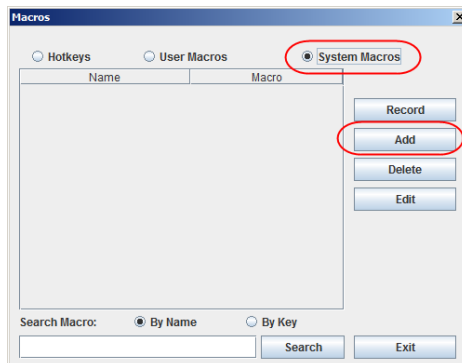 Macros
Hotkeys User Macros System Macros
Name Macro
Record
Add
Delete
Edit
Search Macro: By Name By Key
Search Exit